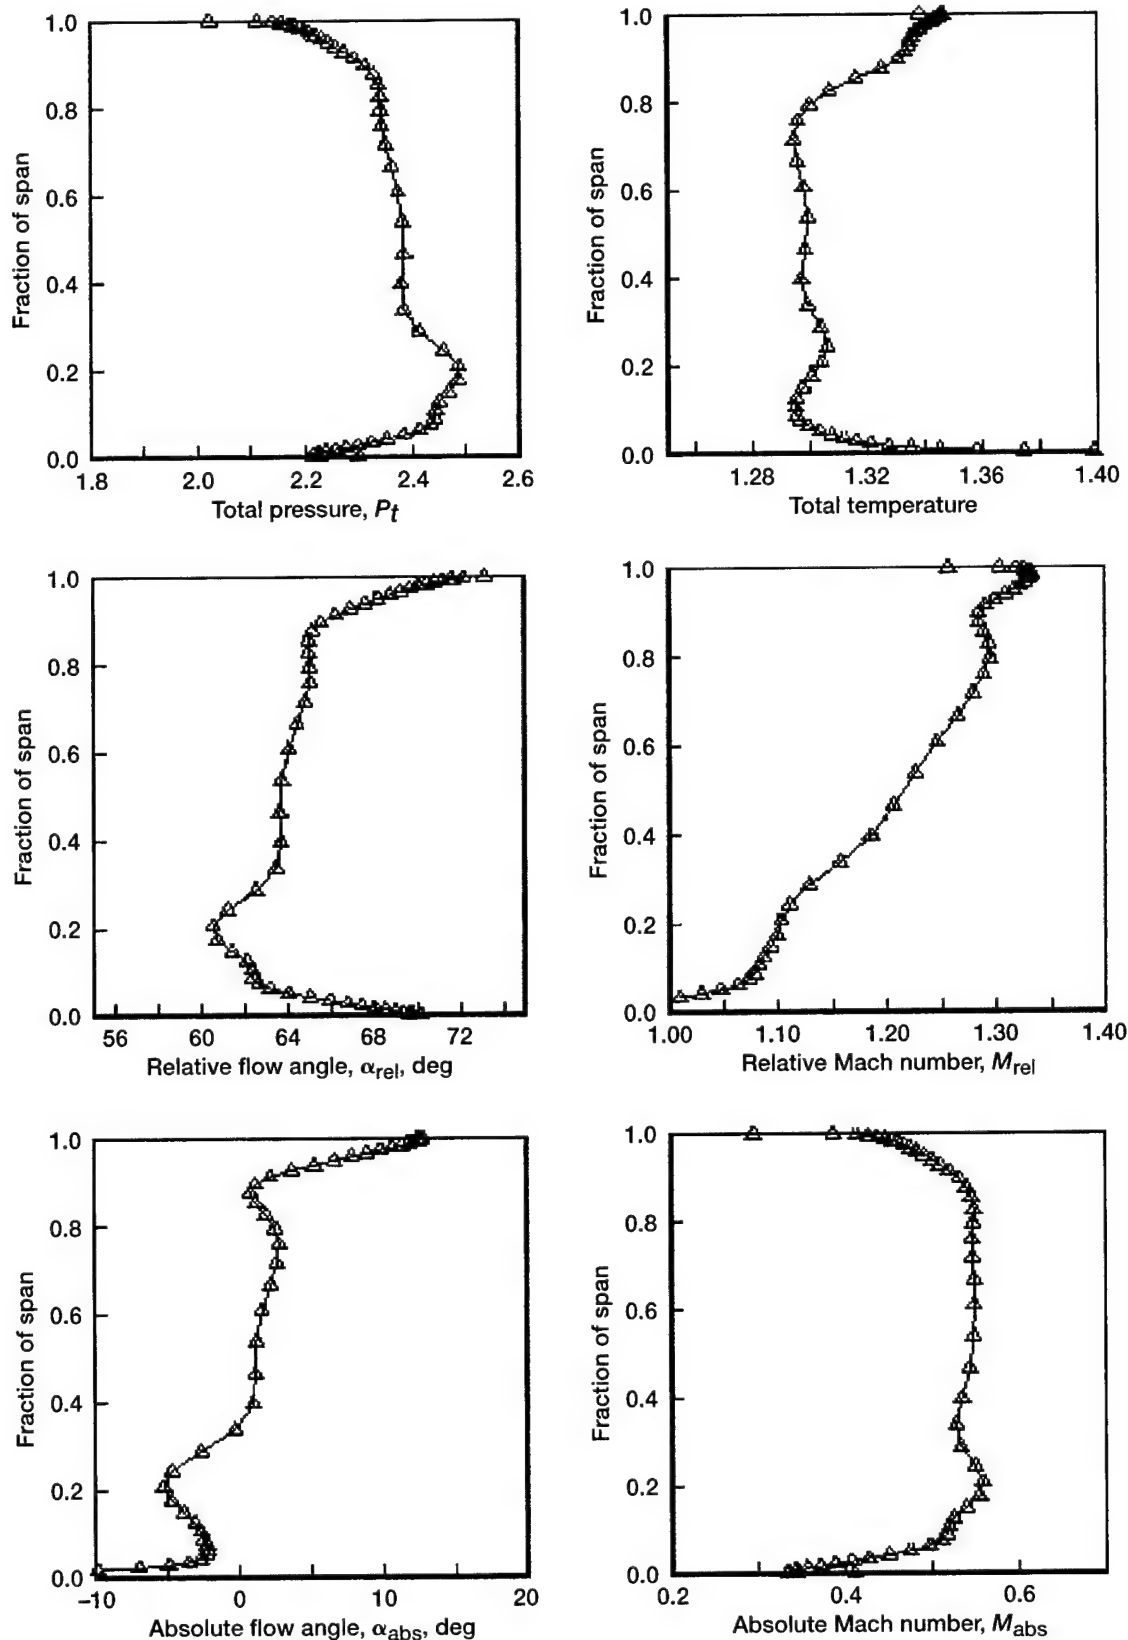 1.0
0.8
0.6
0.4
0.2
0.0
Fraction of span
1.8 2.0 2.2 2.4 2.6
Total pressure, Pt
1.0
0.8
0.6
0.4
0.2
0.0
Fraction of span
1.28 1.32 1.36 1.40
Total temperature
1.0
0.8
0.6
0.4
0.2
0.0
Fraction of span
56 60 64 68 72
Relative flow angle, αrel, deg
1.0
0.8
0.6
0.4
0.2
0.0
Fraction of span
1.00 1.10 1.20 1.30 1.40
Relative Mach number, Mrel
1.0
0.8
0.6
0.4
0.2
0.0
Fraction of span
–10 0 10 20
Absolute flow angle, αabs, deg
1.0
0.8
0.6
0.4
0.2
0.0
Fraction of span
0.2 0.4 0.6
Absolute Mach number, Mabs